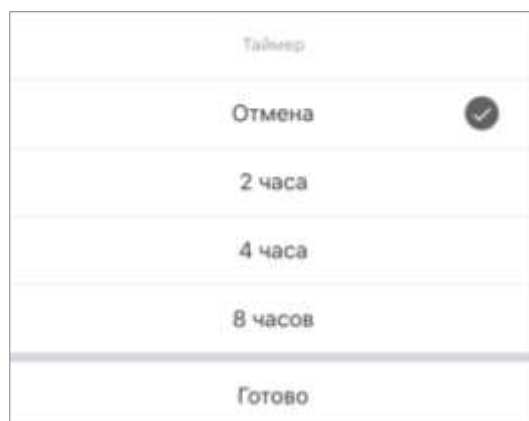 Таймер
Отмена
2 часа
4 часа
8 часов
Готово